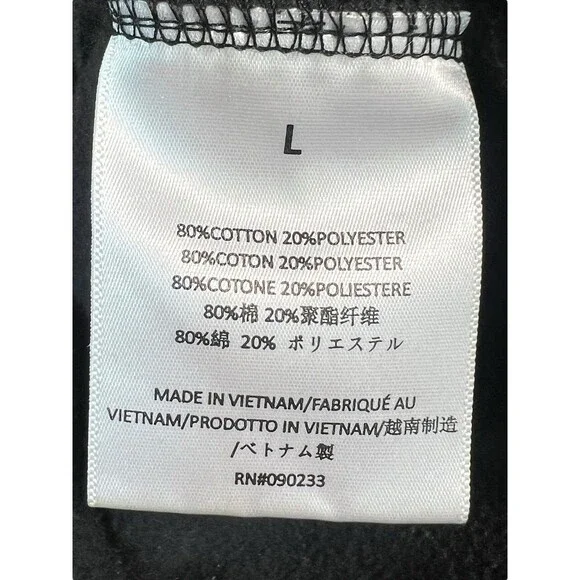 L
80%COTTON 20%POLYESTER
80%COTON 20%POLYESTER
80%COTONE 20%POLIESTERE
80%棉 20%聚酯纤维
80%綿 20% ポリエステル
MADE IN VIETNAM/FABRIQUÉ AU
VIETNAM/PRODOTTO IN VIETNAM/越南制造
/ベトナム製
RN#090233